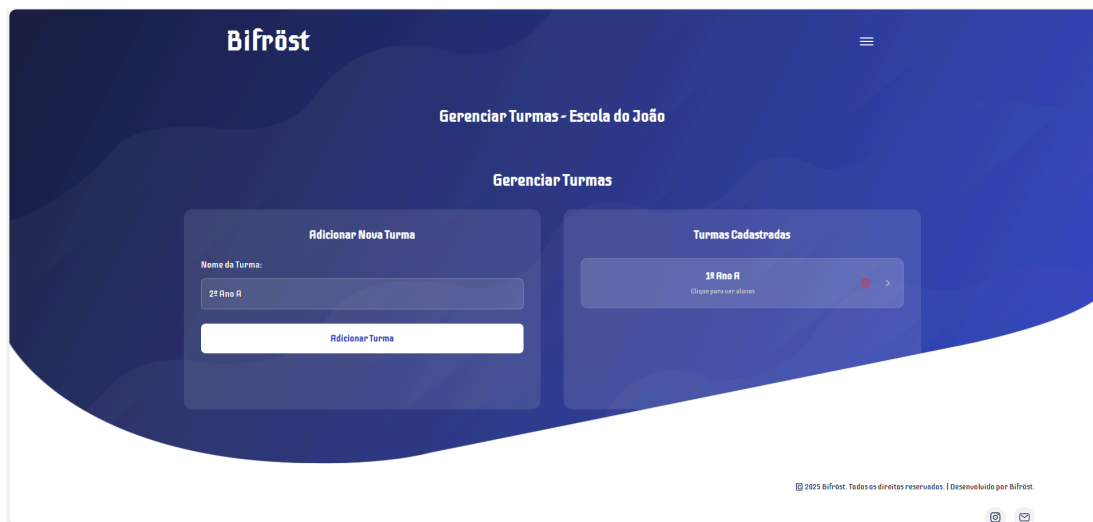 Bifröst
Gerenciar Turmas - Escola do João
Gerenciar Turmas
Adicionar Nova Turma
Nome da Turma:
2º Ano A
Adicionar Turma
Turmas Cadastradas
1º Ano A
Clique para ver alunos
© 2025 Bifröst. Todos os direitos reservados. | Desenvolvido por Bifröst.